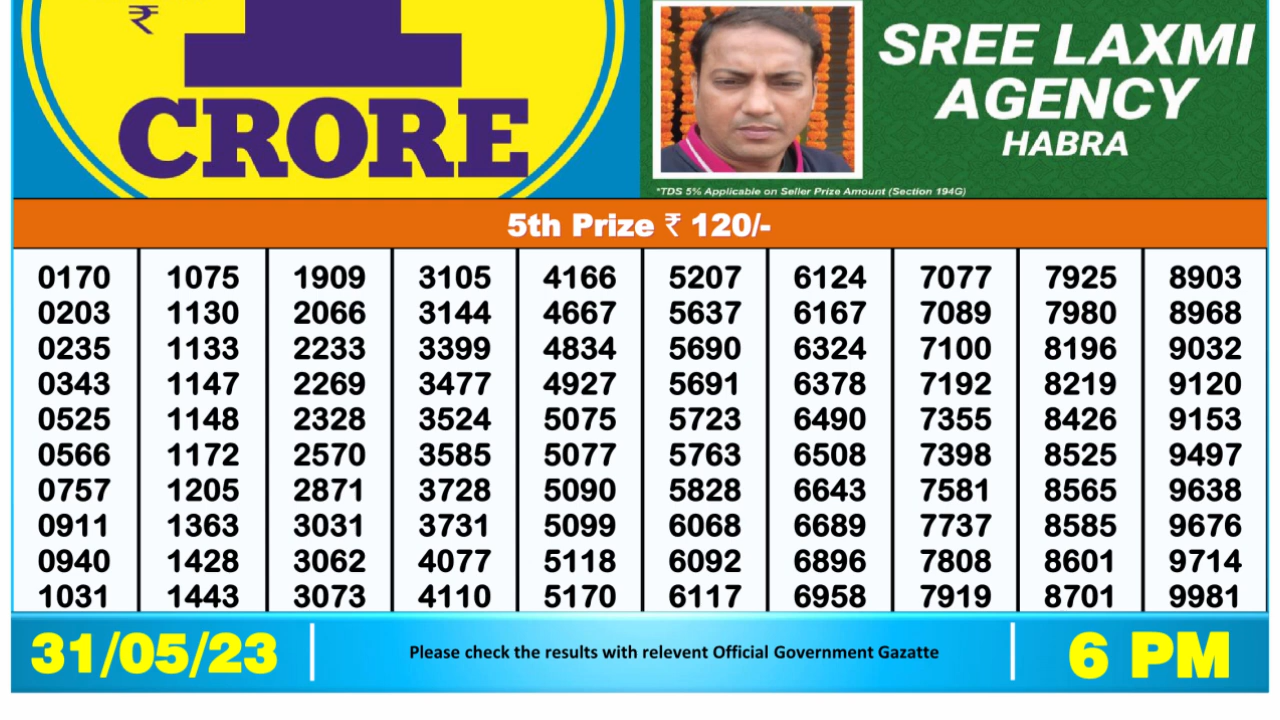 ₹ 1
CRORE
SREE LAXMI
AGENCY
HABRA
*TDS 5% Applicable on Seller Prize Amount (Section 194G)
5th Prize ₹ 120/-
0170 1075 1909 3105 4166 5207 6124 7077 7925 8903
0203 1130 2066 3144 4667 5637 6167 7089 7980 8968
0235 1133 2233 3399 4834 5690 6324 7100 8196 9032
0343 1147 2269 3477 4927 5691 6378 7192 8219 9120
0525 1148 2328 3524 5075 5723 6490 7355 8426 9153
0566 1172 2570 3585 5077 5763 6508 7398 8525 9497
0757 1205 2871 3728 5090 5828 6643 7581 8565 9638
0911 1363 3031 3731 5099 6068 6689 7737 8585 9676
0940 1428 3062 4077 5118 6092 6896 7808 8601 9714
1031 1443 3073 4110 5170 6117 6958 7919 8701 9981
31/05/23 Please check the results with relevent Official Government Gazatte 6 PM